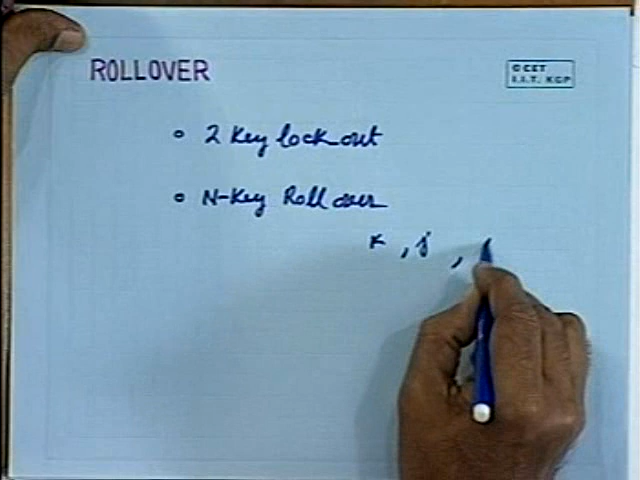 ROLLOVER
© CET
I.I.T. KGP
2 Key lock out
N-Key Roll over
k, j,